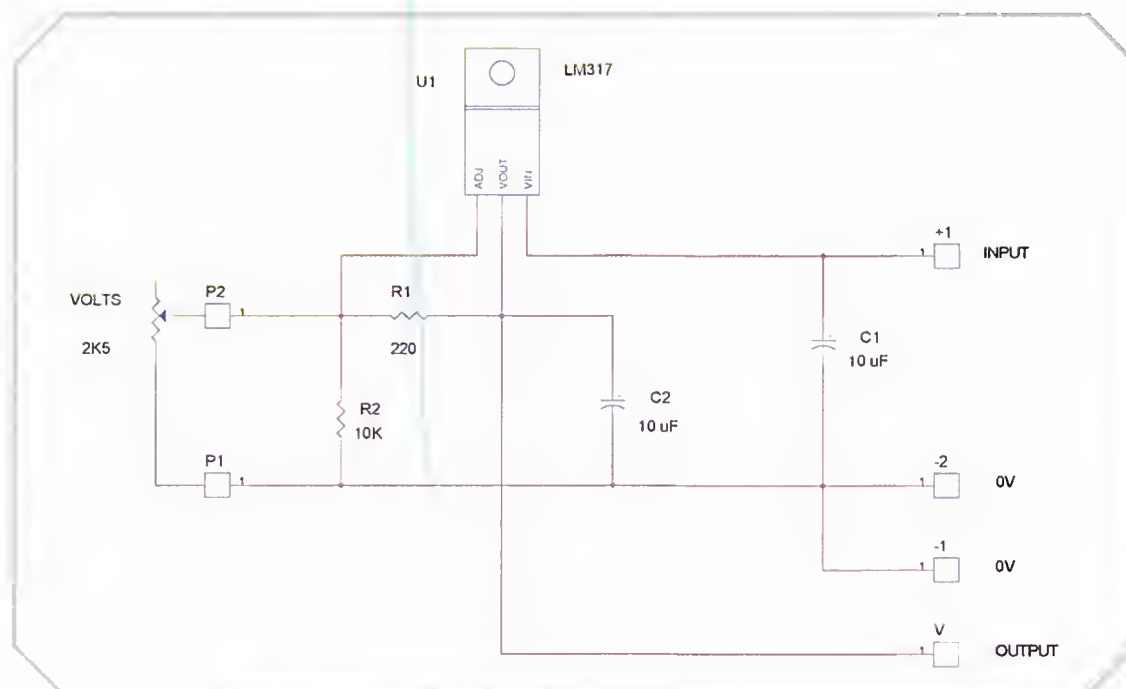 U1
LM317
ADJ
VOUT
VIN
+1
1
INPUT
VOLTS
2K5
P2
1
R1
220
C1
10 uF
R2
10K
C2
10 uF
P1
1
-2
1
0V
-1
1
0V
V
1
OUTPUT